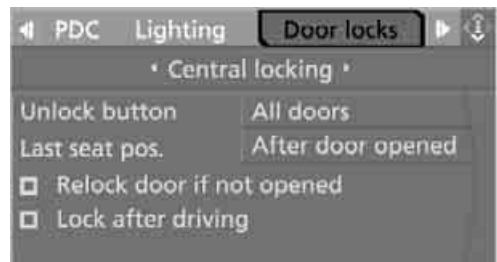 PDC Lighting Door locks
• Central locking •
Unlock button All doors
Last seat pos. After door opened
Relock door if not opened
Lock after driving